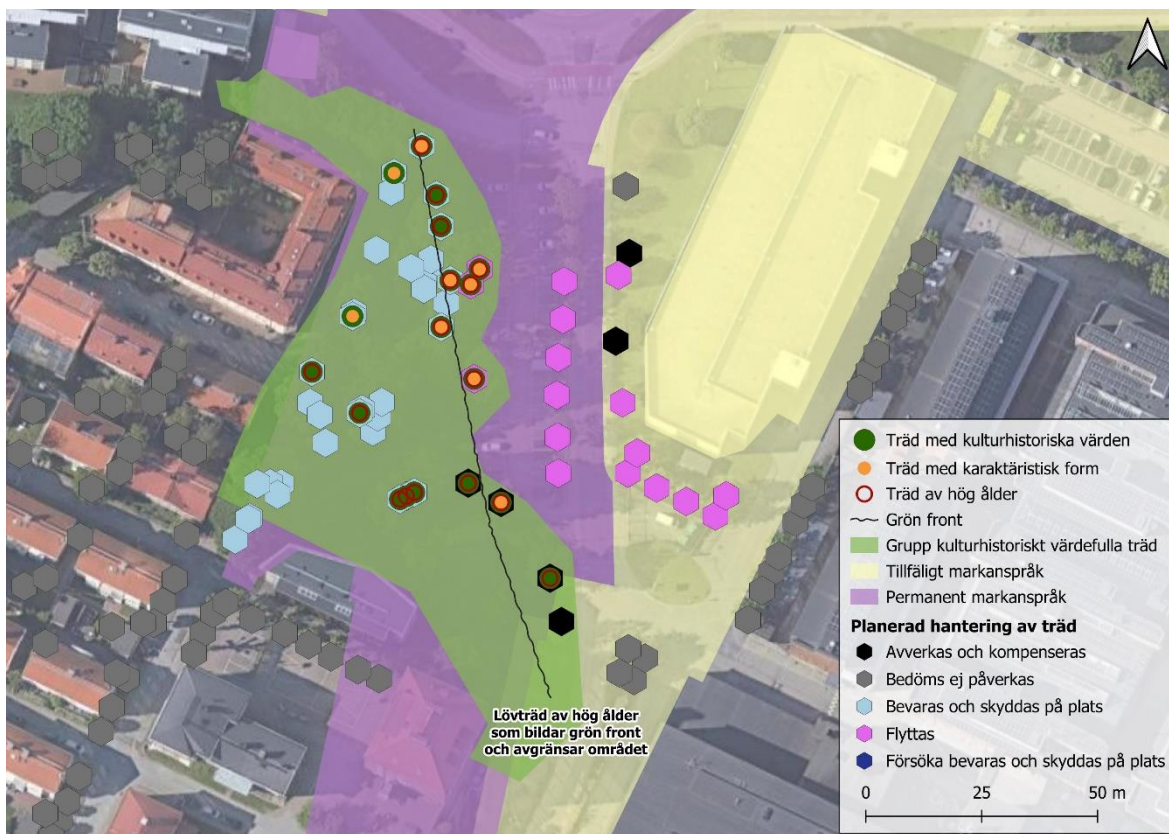 Träd med kulturhistoriska värden
Träd med karaktäristisk form
Träd av hög ålder
Grön front
Grupp kulturhistoriskt värdefulla träd
Tillfäligt markanspråk
Permanent markanspråk
Planerad hantering av träd
Avverkas och kompenseras
Bedöms ej påverkas
Bevaras och skyddas på plats
Flyttas
Försöka bevaras och skyddas på plats
0 25 50 m
Lövträd av hög ålder
som bildar grön front
och avgränsar området